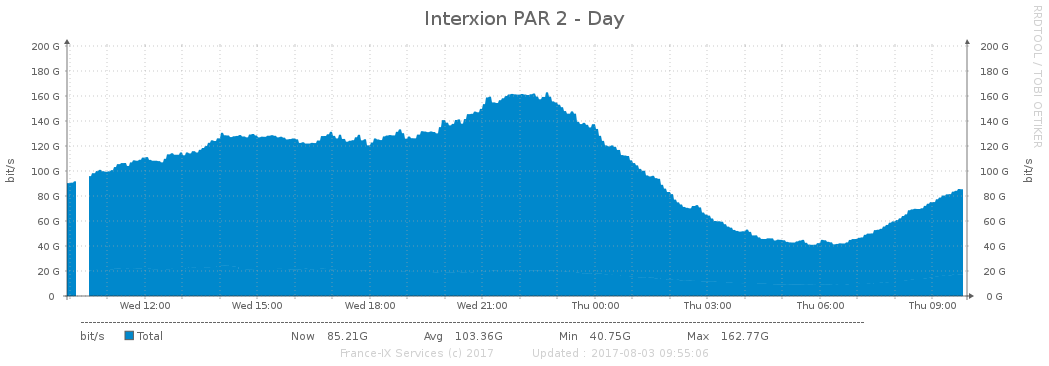 Interxion PAR 2 - Day
RRDTOOL / TOBI OETIKER
200 G 200 G
180 G 180 G
160 G 160 G
140 G 140 G
120 G 120 G
100 G 100 G
80 G 80 G
60 G 60 G
40 G 40 G
20 G 20 G
0 0 G
bit/s
bit/s
Wed 12:00 Wed 15:00 Wed 18:00 Wed 21:00 Thu 00:00 Thu 03:00 Thu 06:00 Thu 09:00
bit/s Total Now 85.21G Avg 103.36G Min 40.75G Max 162.77G
France-IX Services (c) 2017 Updated : 2017-08-03 09:55:06